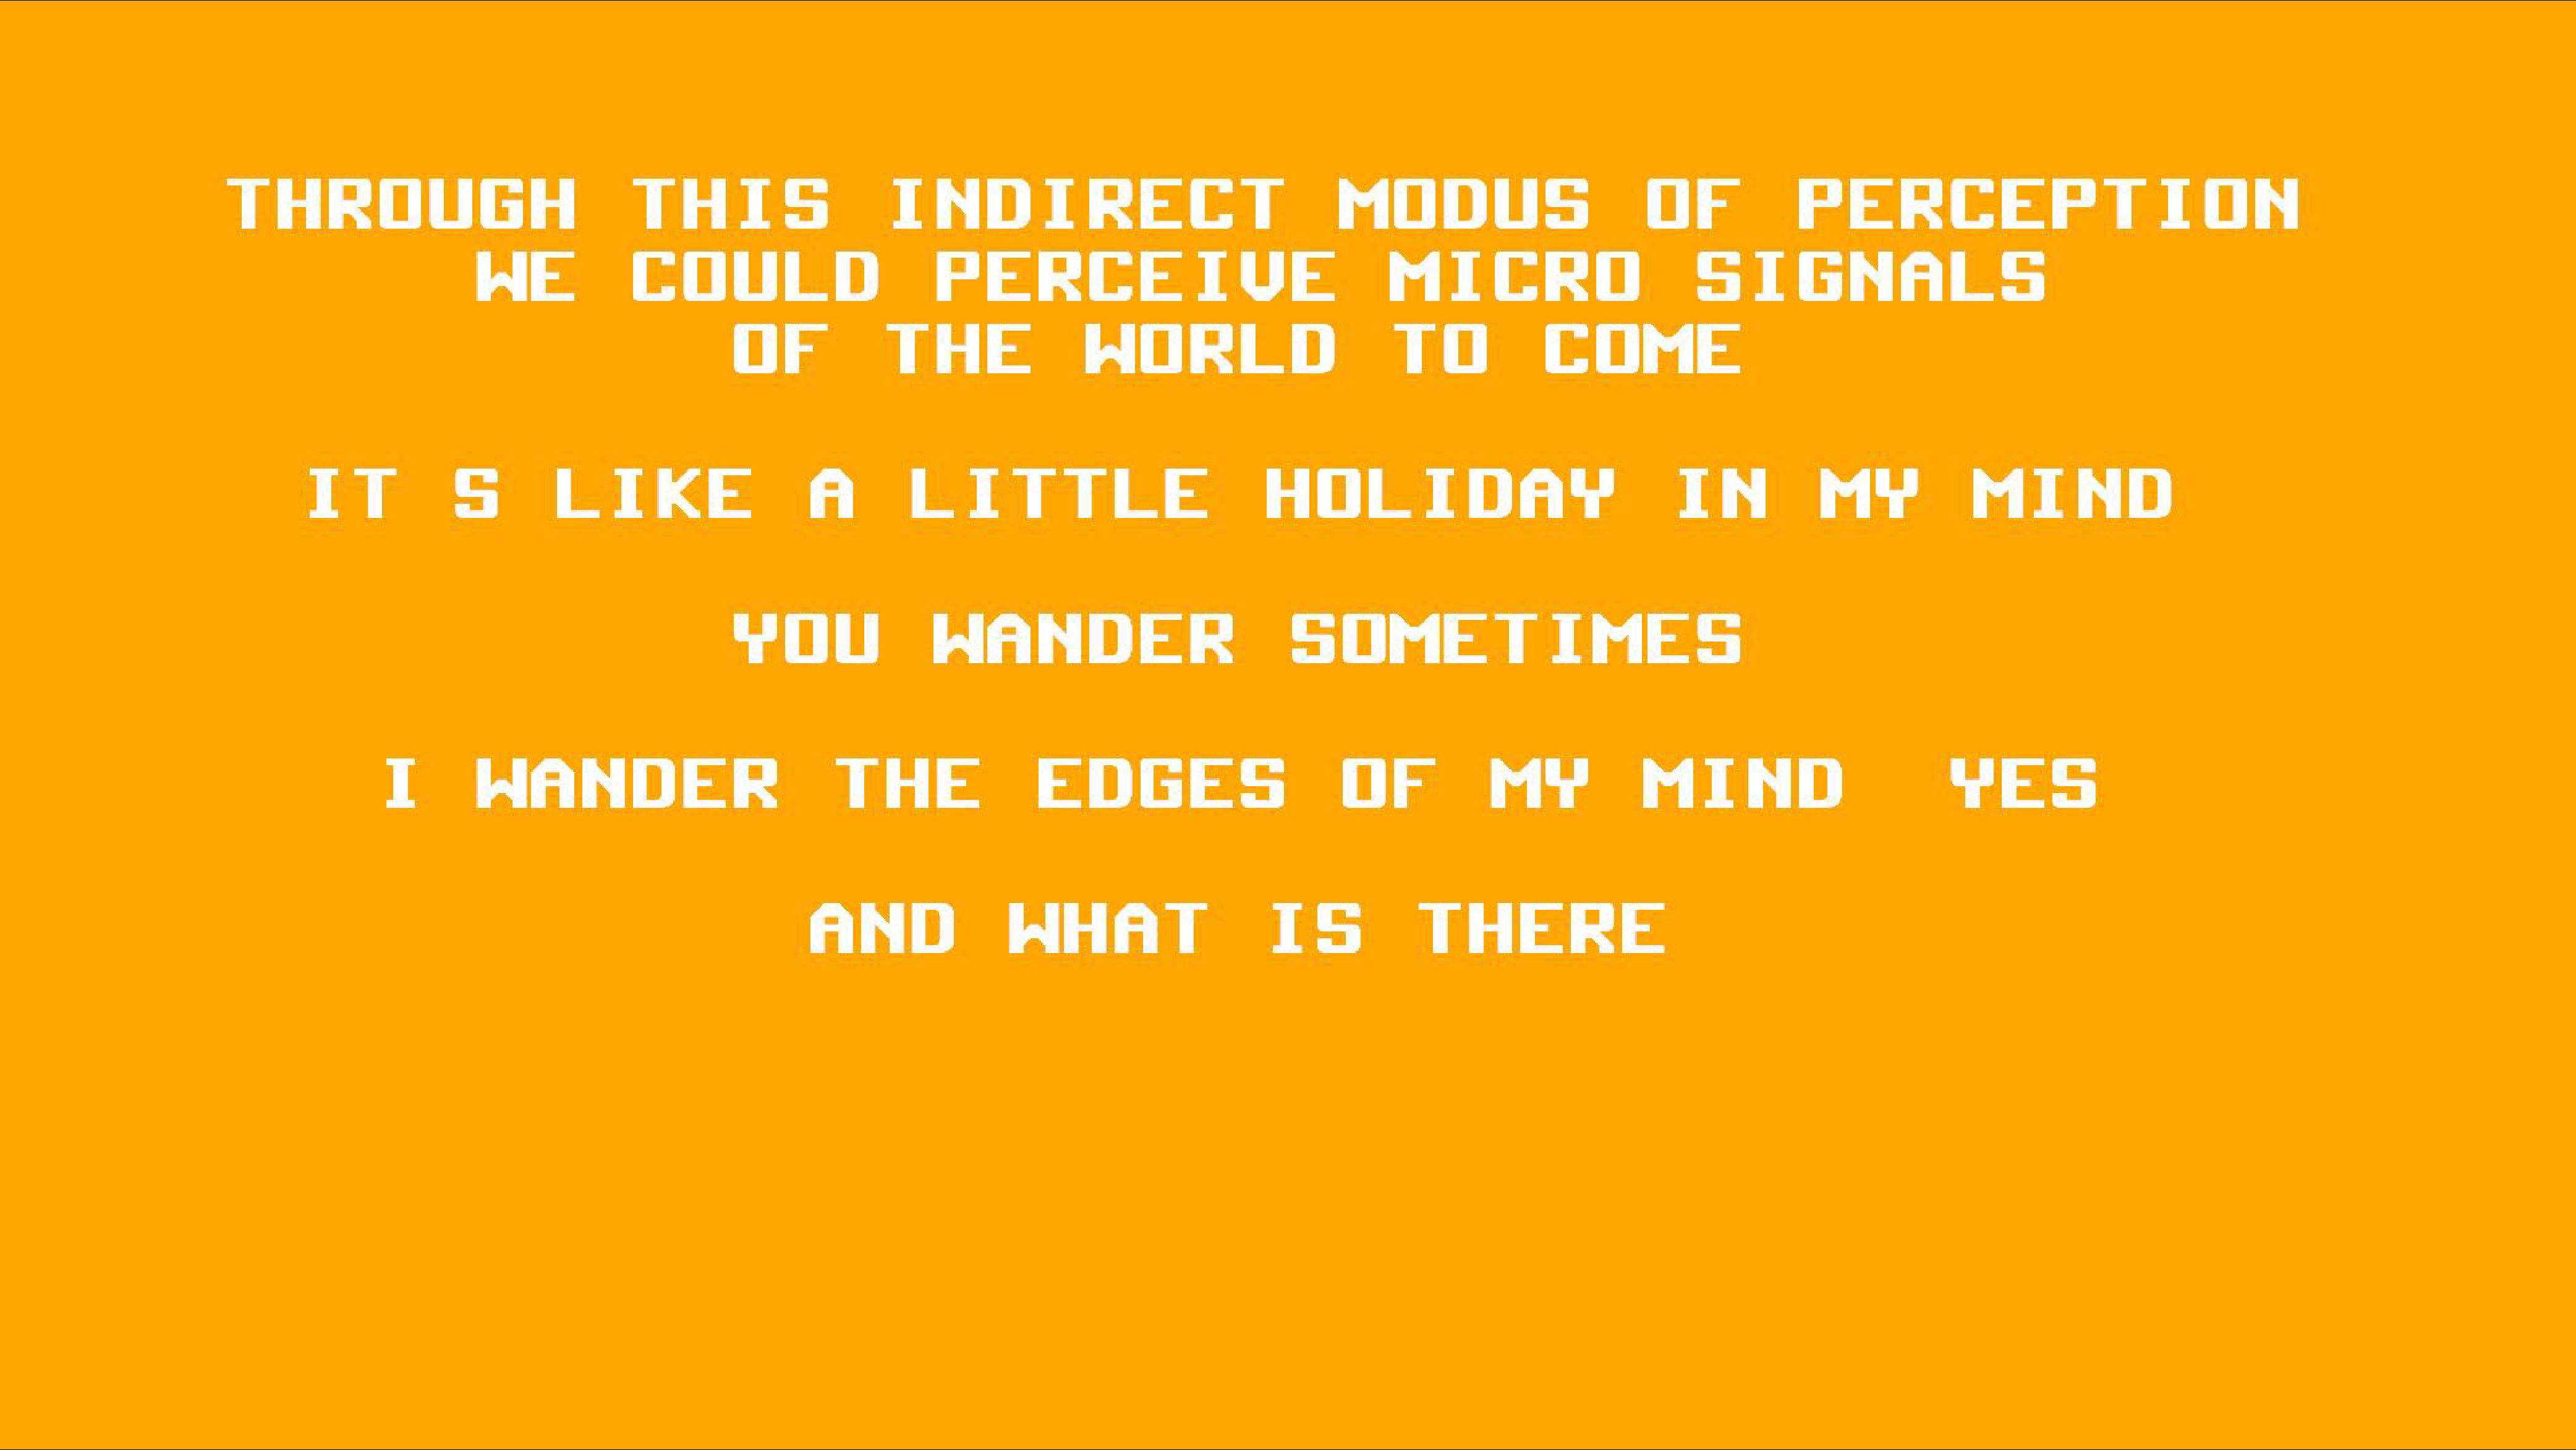 THROUGH THIS INDIRECT MODUS OF PERCEPTION
WE COULD PERCEIVE MICRO SIGNALS
OF THE WORLD TO COME
IT S LIKE A LITTLE HOLIDAY IN MY MIND
YOU WANDER SOMETIMES
I WANDER THE EDGES OF MY MIND  YES
AND WHAT IS THERE